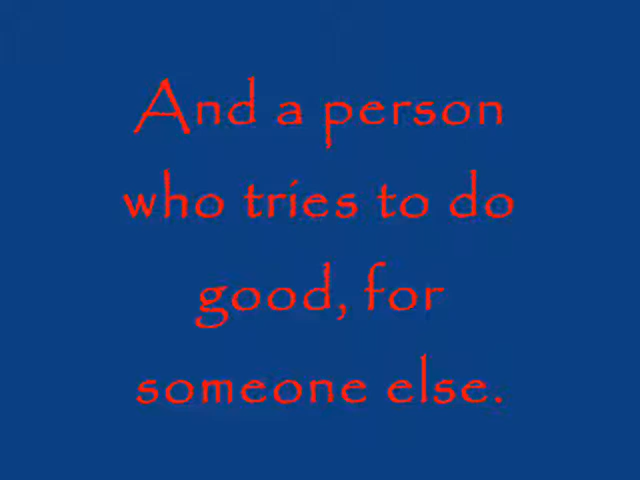 And a person
who tries to do
good, for
someone else.